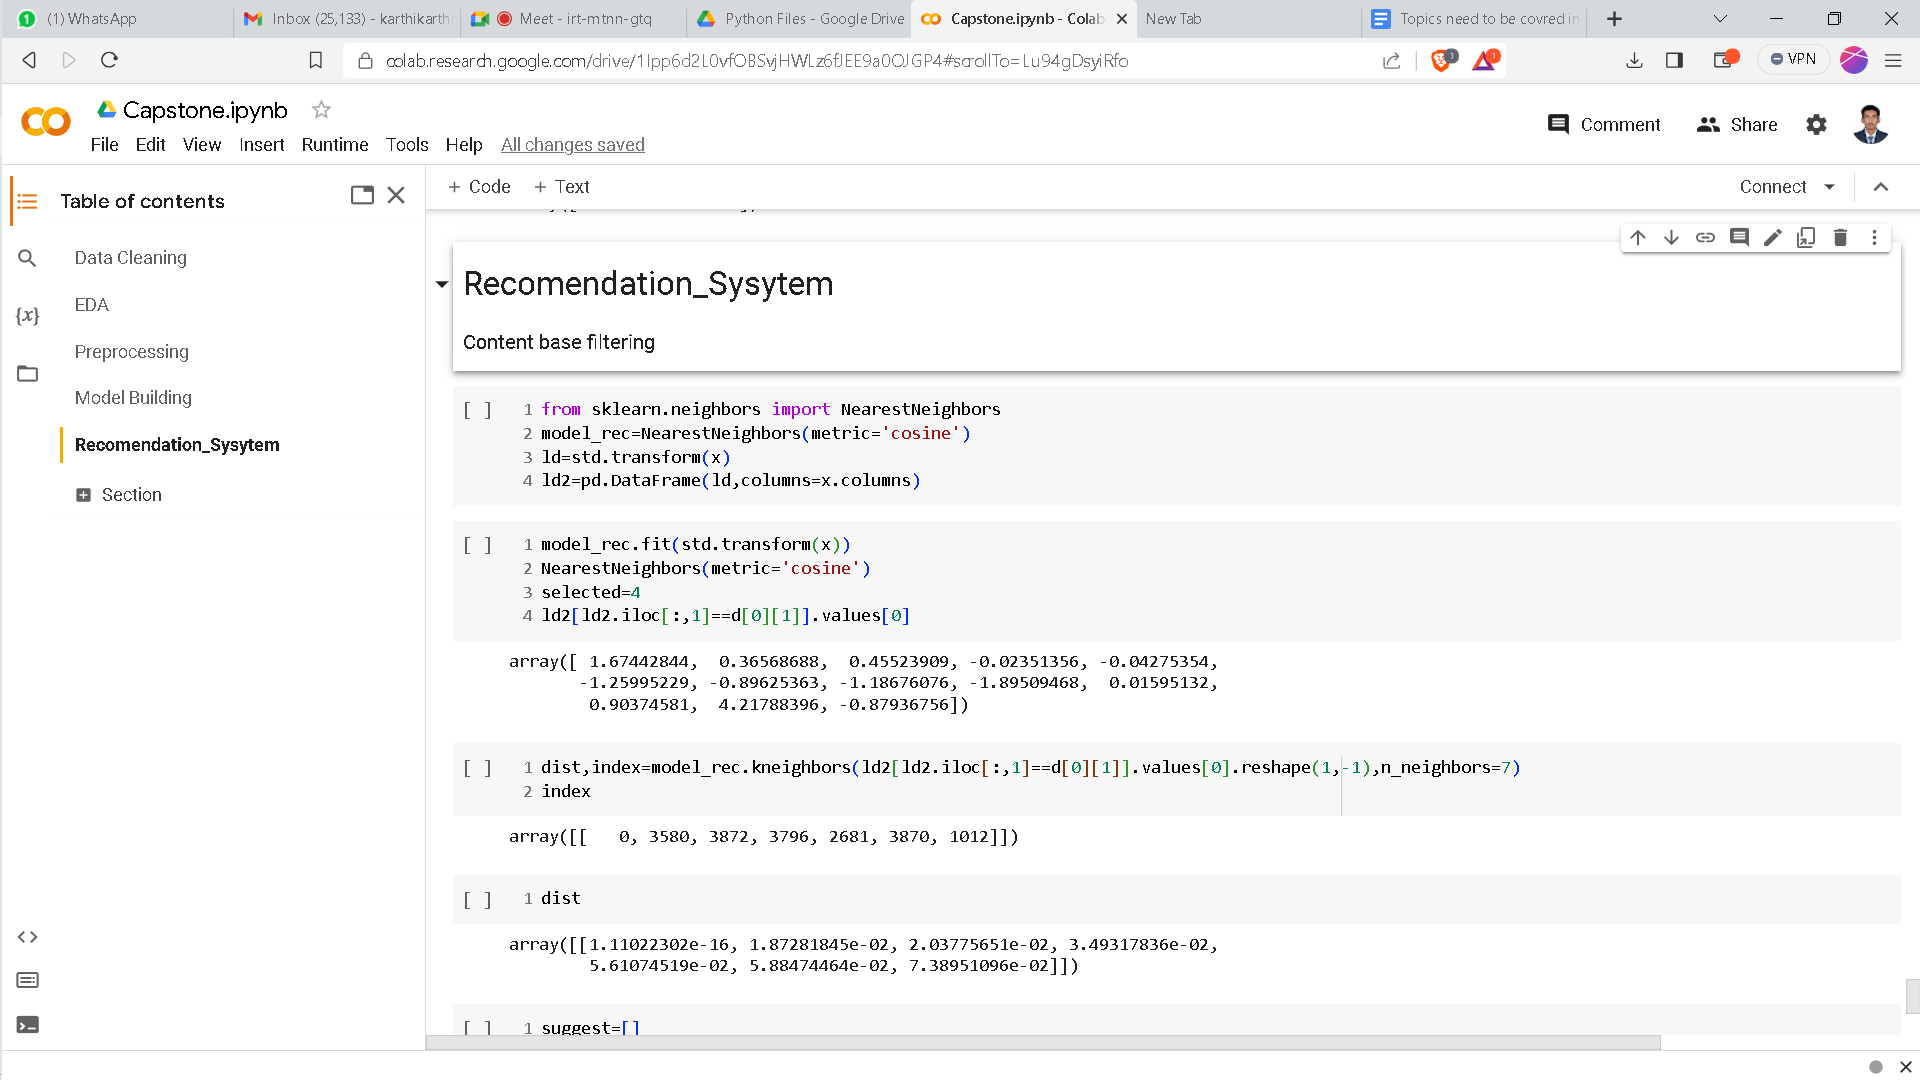 (1) WhatsApp
Inbox (25,133) - karthikarthi
Meet - irt-mtnn-gtq
Python Files - Google Drive
Capstone.ipynb - Colab
New Tab
Topics need to be covred in
colab.research.google.com/drive/1Ipp6d2L0vfOBSvjHWLz6fJEE9a0OJGP4#scrollTo=Lu94gDsyiRfo
3
1
VPN
Capstone.ipynb
File Edit View Insert Runtime Tools Help All changes saved
Comment
Share
Table of contents
+ Code + Text
Connect
Data Cleaning
EDA
{x}
Preprocessing
Model Building
Recomendation_Sysytem
Section
Recomendation_Sysytem
Content base filtering
[ ] 1 from sklearn.neighbors import NearestNeighbors
2 model_rec=NearestNeighbors(metric='cosine')
3 ld=std.transform(x)
4 ld2=pd.DataFrame(ld,columns=x.columns)
[ ] 1 model_rec.fit(std.transform(x))
2 NearestNeighbors(metric='cosine')
3 selected=4
4 ld2[ld2.iloc[:,1]==d[0][1]].values[0]
array([ 1.67442844, 0.36568688, 0.45523909, -0.02351356, -0.04275354,
-1.25995229, -0.89625363, -1.18676076, -1.89509468, 0.01595132,
0.90374581, 4.21788396, -0.87936756])
[ ] 1 dist,index=model_rec.kneighbors(ld2[ld2.iloc[:,1]==d[0][1]].values[0].reshape(1,-1),n_neighbors=7)
2 index
array([[ 0, 3580, 3872, 3796, 2681, 3870, 1012]])
[ ] 1 dist
array([[1.11022302e-16, 1.87281845e-02, 2.03775651e-02, 3.49317836e-02,
5.61074519e-02, 5.88474464e-02, 7.38951096e-02]])
[ ] 1 suggest=[]